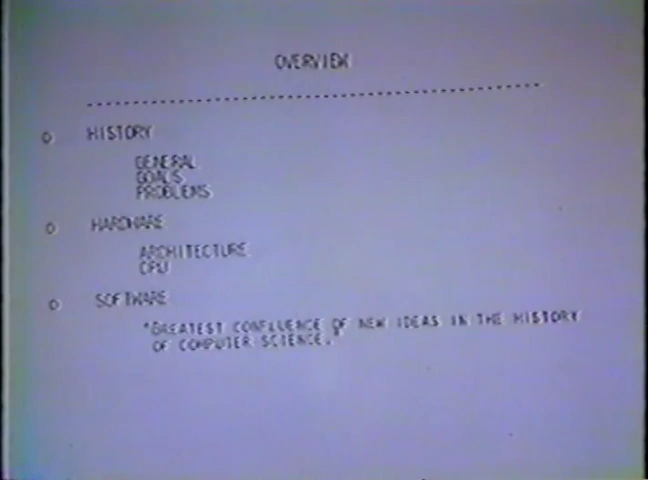 OVERVIEW
--------------------------------------------------
O HISTORY
GENERAL
GOALS
PROBLEMS
O HARDWARE
ARCHITECTURE
CPU
O SOFTWARE
"GREATEST CONFLUENCE OF NEW IDEAS IN THE HISTORY
OF COMPUTER SCIENCE."